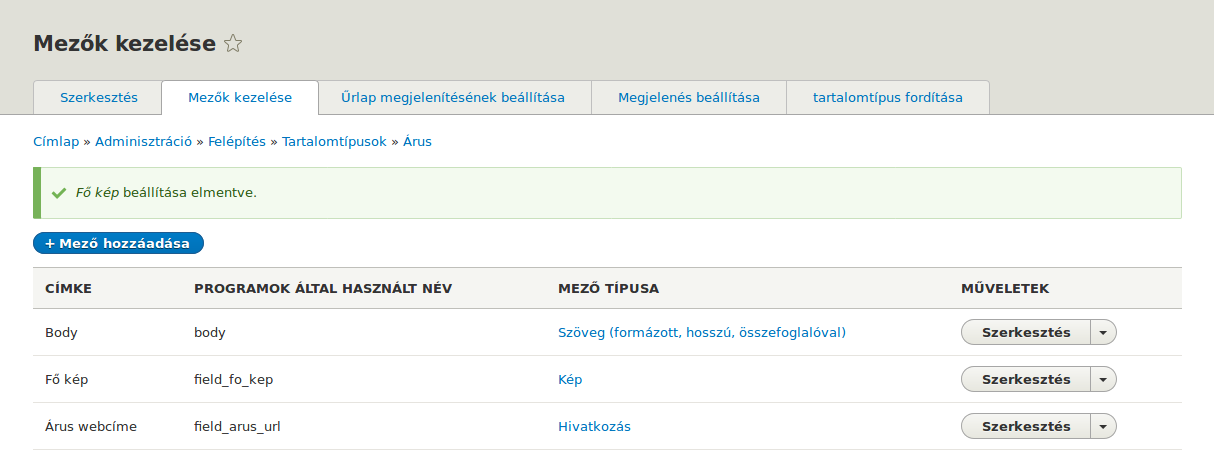 Mezők kezelése
Szerkesztés Mezők kezelése Űrlap megjelenítésének beállítása Megjelenés beállítása tartalomtípus fordítása
Címlap » Adminisztráció » Felépítés » Tartalomtípusok » Árus
Fő kép beállítása elmentve.
+ Mező hozzáadása
CÍMKE PROGRAMOK ÁLTAL HASZNÁLT NÉV MEZŐ TÍPUSA MŰVELETEK
Body body Szöveg (formázott, hosszú, összefoglalóval) Szerkesztés
Fő kép field_fo_kep Kép Szerkesztés
Árus webcíme field_arus_url Hivatkozás Szerkesztés